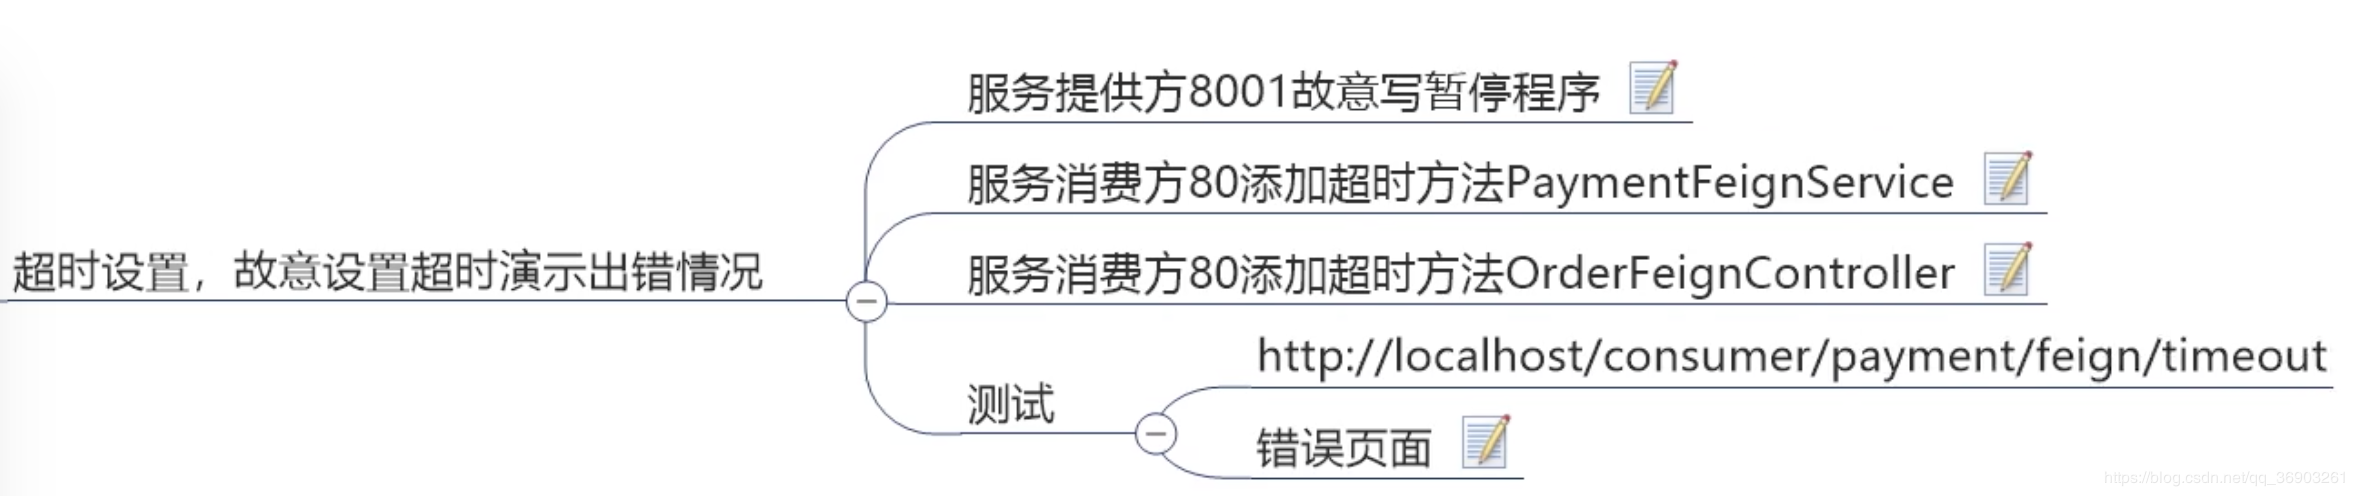 服务提供方8001故意写暂停程序
服务消费方80添加超时方法PaymentFeignService
超时设置，故意设置超时演示出错情况
服务消费方80添加超时方法OrderFeignController
http://localhost/consumer/payment/feign/timeout
测试
错误页面
https://blog.csdn.net/qq_36903261